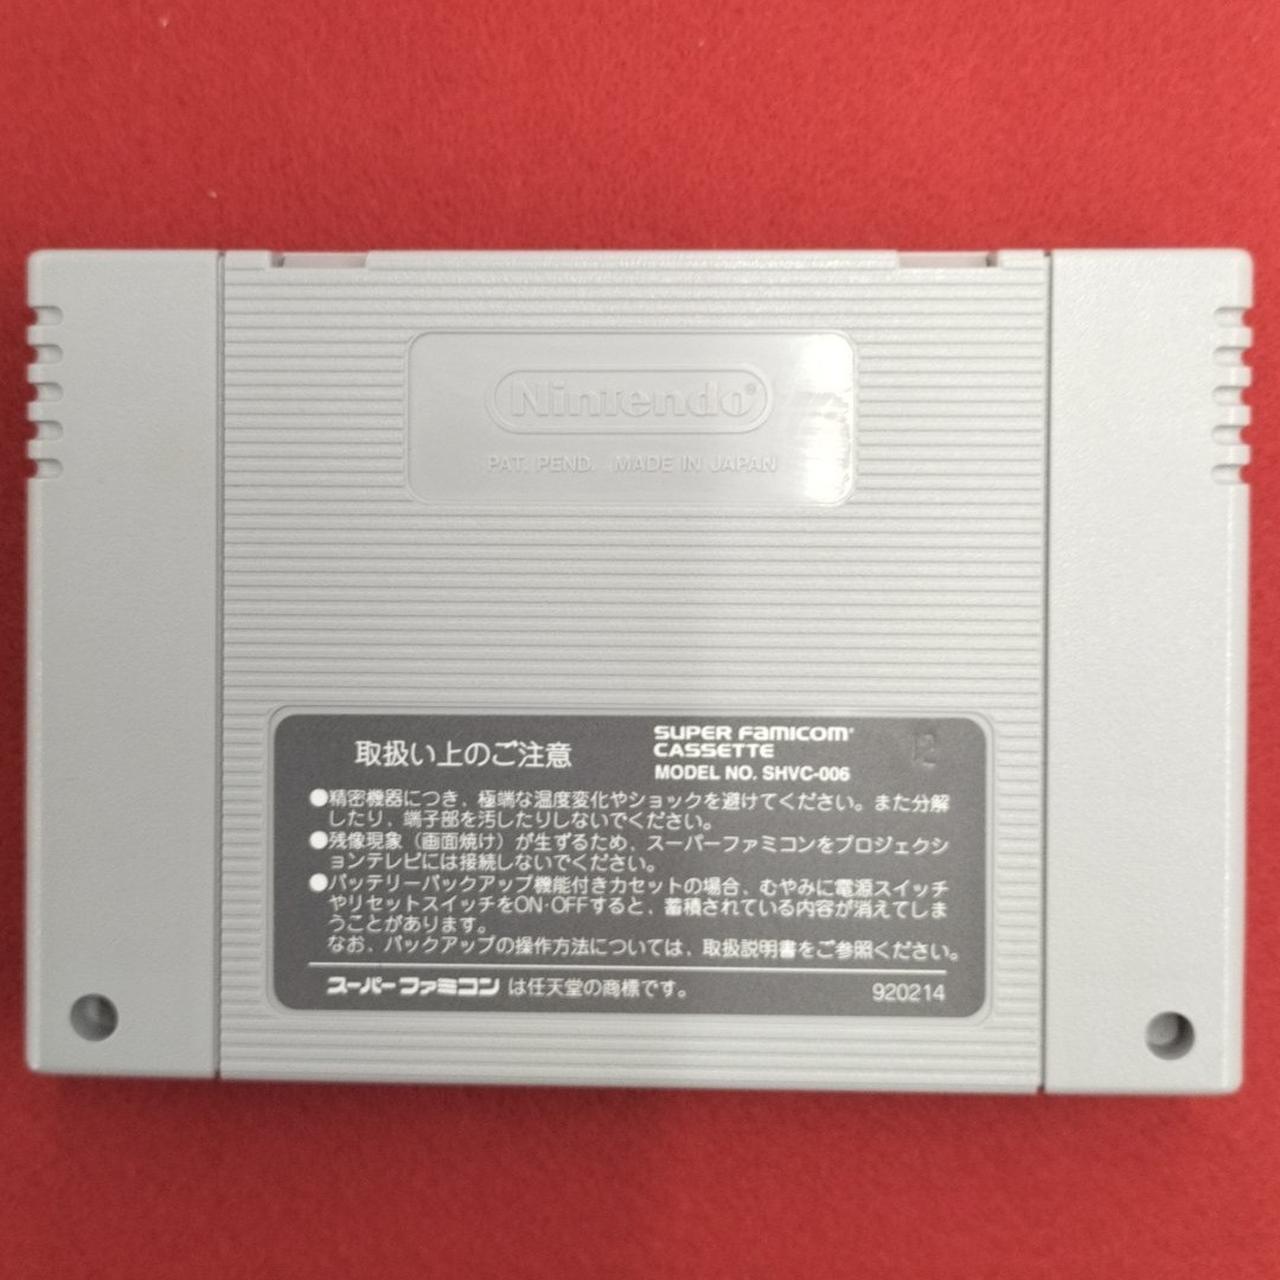 Nintendo®
PAT. PEND. MADE IN JAPAN
取扱い上のご注意
SUPER FAMICOM
CASSETTE
MODEL NO. SHVC-006
12
●精密機器につき、極端な温度変化やショックを避けてください。また分解
したり、端子部を汚したりしないでください。
●残像現象（画面焼け）が生ずるため、スーパーファミコンをプロジェクシ
ョンテレビには接続しないでください。
●バッテリーバックアップ機能付きカセットの場合、むやみに電源スイッチ
やリセットスイッチをON·OFFすると、蓄積されている内容が消えてしま
うことがあります。
なお、バックアップの操作方法については、取扱説明書をご参照ください。
スーパーファミコンは任天堂の商標です。
920214